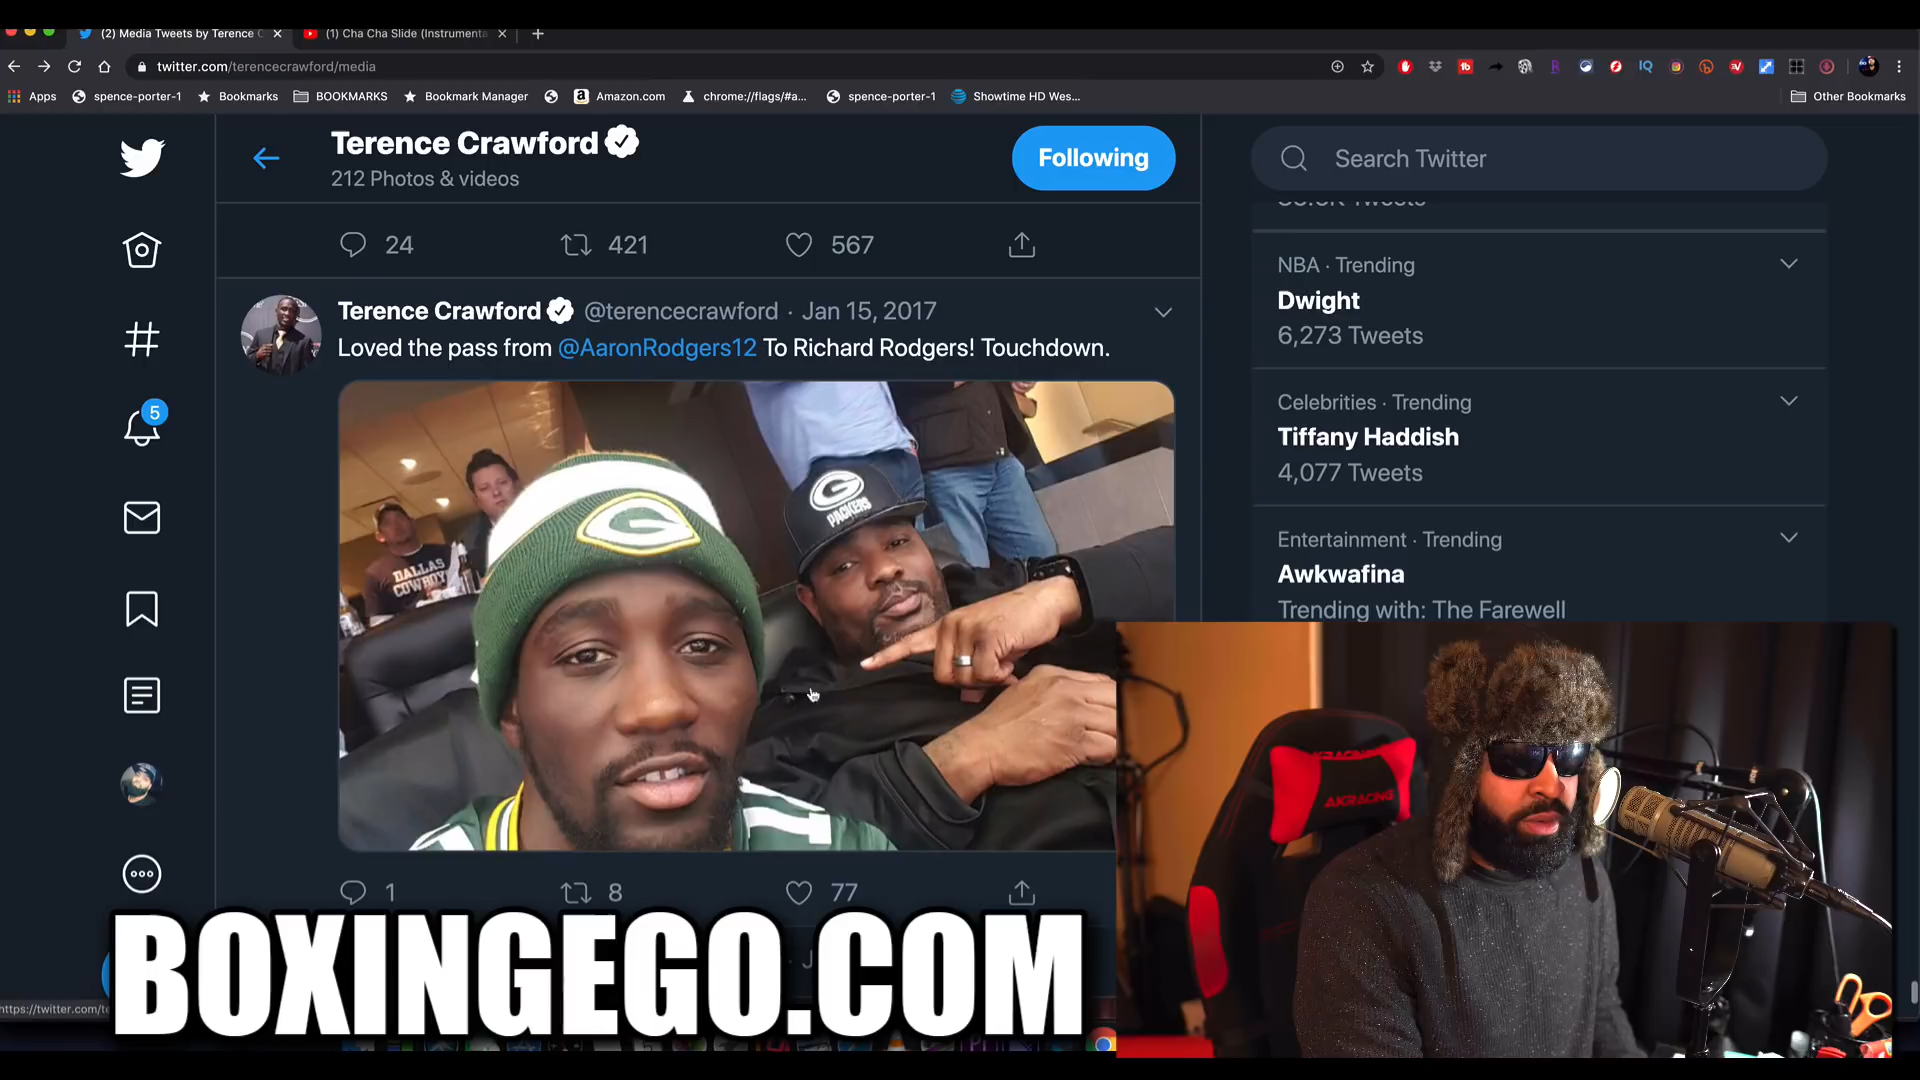 (2) Media Tweets by Terence C
(1) Cha Cha Slide (Instrumenta
twitter.com/terencecrawford/media
Apps
spence-porter-1
Bookmarks
BOOKMARKS
Bookmark Manager
Amazon.com
chrome://flags/#a...
spence-porter-1
Showtime HD Wes...
Other Bookmarks
Terence Crawford
212 Photos & videos
Following
Search Twitter
24
421
567
Terence Crawford @terencecrawford · Jan 15, 2017
Loved the pass from @AaronRodgers12 To Richard Rodgers! Touchdown.
G
G
PACKERS
DALLAS
COWBOY
1
8
77
5
NBA · Trending
Dwight
6,273 Tweets
Celebrities · Trending
Tiffany Haddish
4,077 Tweets
Entertainment · Trending
Awkwafina
Trending with: The Farewell
AKRACING
AKRACING
BOXINGEGO.COM
https://twitter.com/te